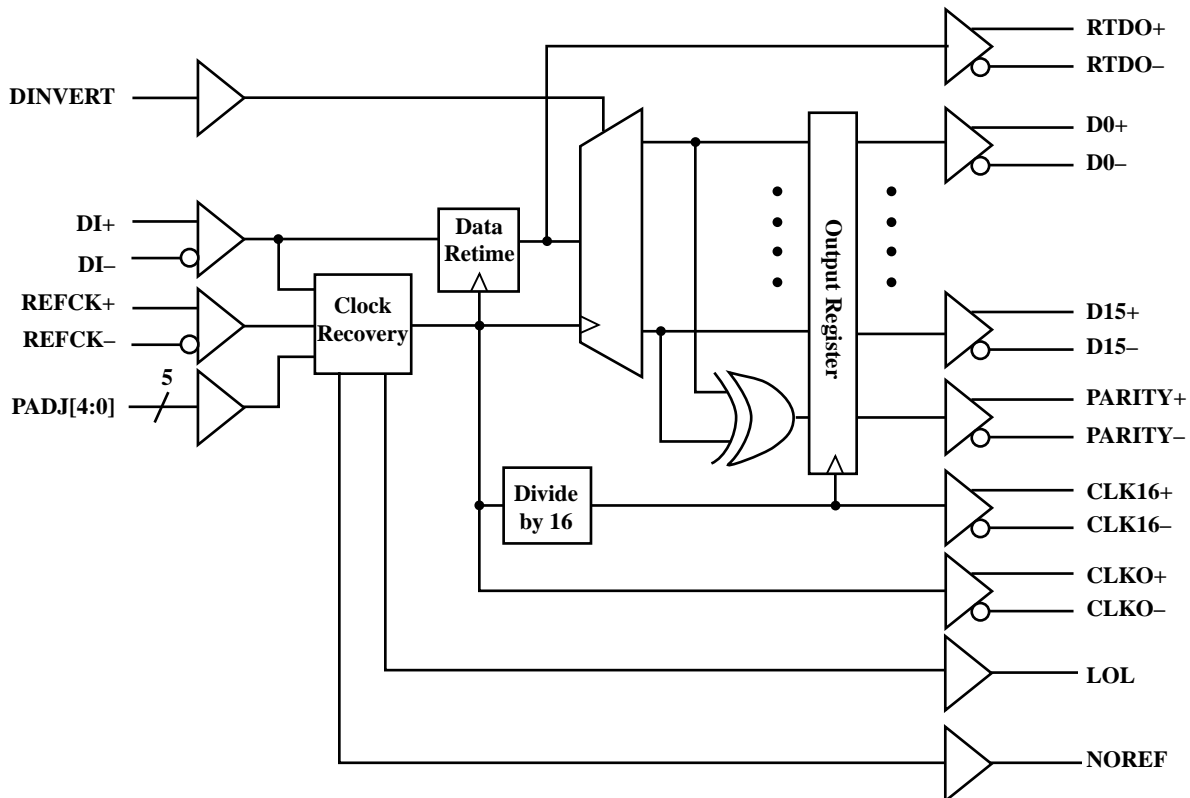 DINVERT
DI+
DI–
REFCK+
REFCK–
5
PADJ[4:0]
Clock
Recovery
Data
Retime
Divide
by 16
Output Register
RTDO+
RTDO–
D0+
D0–
D15+
D15–
PARITY+
PARITY–
CLK16+
CLK16–
CLKO+
CLKO–
LOL
NOREF